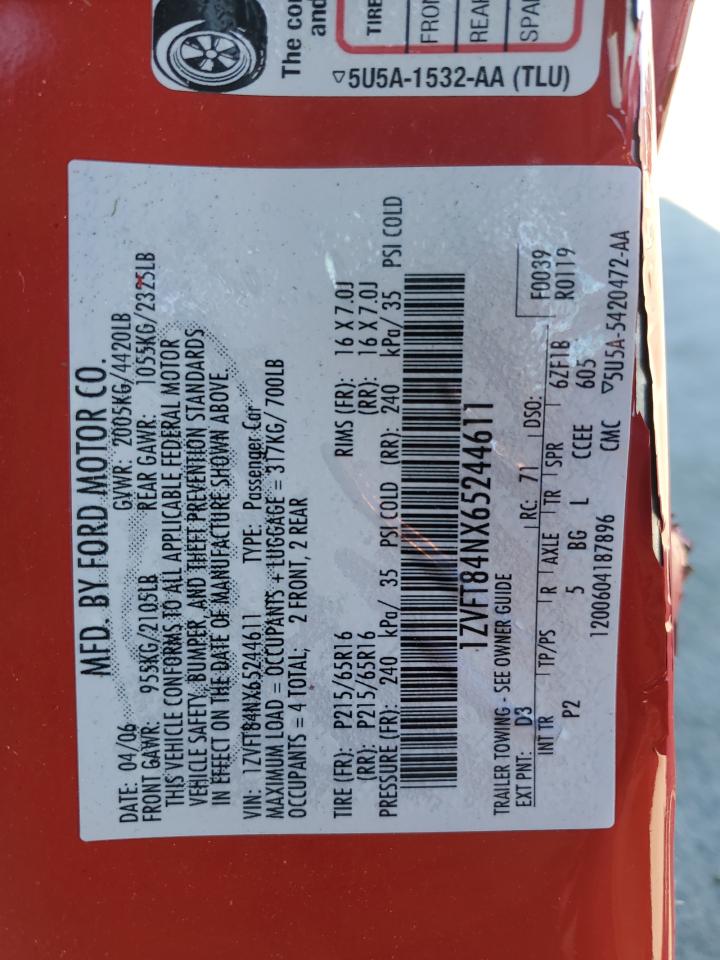 The co
and
TIRE
FRON
REAR
SPA
▽5U5A-1532-AA (TLU)
MFD. BY FORD MOTOR CO.
DATE: 04/06 GVWR: 2005KG/4420LB
FRONT GAWR: 955KG/2105LB REAR GAWR: 1055KG/2325LB
THIS VEHICLE CONFORMS TO ALL APPLICABLE FEDERAL MOTOR
VEHICLE SAFETY, BUMPER, AND THEFT PREVENTION STANDARDS
IN EFFECT ON THE DATE OF MANUFACTURE SHOWN ABOVE.
VIN: 1ZVFT84NX65244611 TYPE: Passenger Car
MAXIMUM LOAD = OCCUPANTS + LUGGAGE = 317KG/ 700LB
OCCUPANTS = 4 TOTAL; 2 FRONT, 2 REAR
TIRE (FR): P215/65R16 RIMS (FR): 16 X 7.0J
(RR): P215/65R16 (RR): 16 X 7.0J
PRESSURE (FR): 240 kPa/ 35 PSI COLD (RR): 240 kPa/ 35 PSI COLD
1ZVFT84NX65244611
TRAILER TOWING - SEE OWNER GUIDE F0039
EXT PNT: D3 RC: 71 DSO: R0119
INT TR TP/PS R AXLE TR SPR 6ZF1B
P2 5 BG L CCEE 605
1200604187896 CMC ▽5U5A-5420472-AA